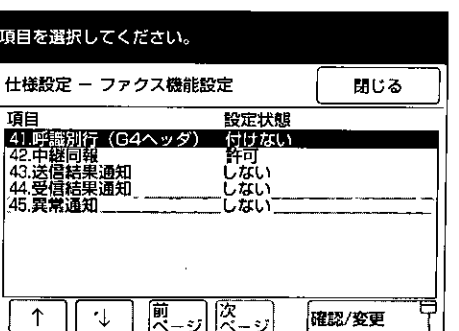 項目を選択してください。
仕様設定 － ファクス機能設定
閉じる
項目 設定状態
41.呼識別行（G4ヘッダ） 付けない
42.中継同報 許可
43.送信結果通知 しない
44.受信結果通知 しない
45.異常通知 しない
↑ ↓ 前ページ 次ページ 確認/変更